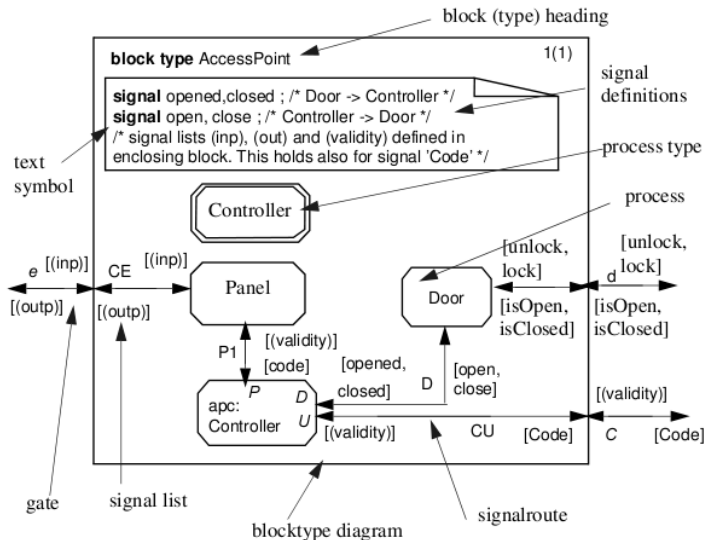 block (type) heading
block type AccessPoint
1(1)
signal opened,closed ; /* Door -> Controller */
signal open, close ; /* Controller -> Door */
/* signal lists (inp), (out) and (validity) defined in
enclosing block. This holds also for signal 'Code' */
signal
definitions
text
symbol
process type
Controller
process
[(inp)]
e
[(outp)]
CE
[(inp)]
[(outp)]
Panel
Door
[unlock,
lock]
[isOpen,
isClosed]
[unlock,
lock]
d
[isOpen,
isClosed]
P1
[(validity)]
[code]
[opened,
closed]
D
[open,
close]
P
D
apc:
Controller
U
[(validity)]
CU
[Code]
[(validity)]
C
[Code]
gate
signal list
blocktype diagram
signalroute